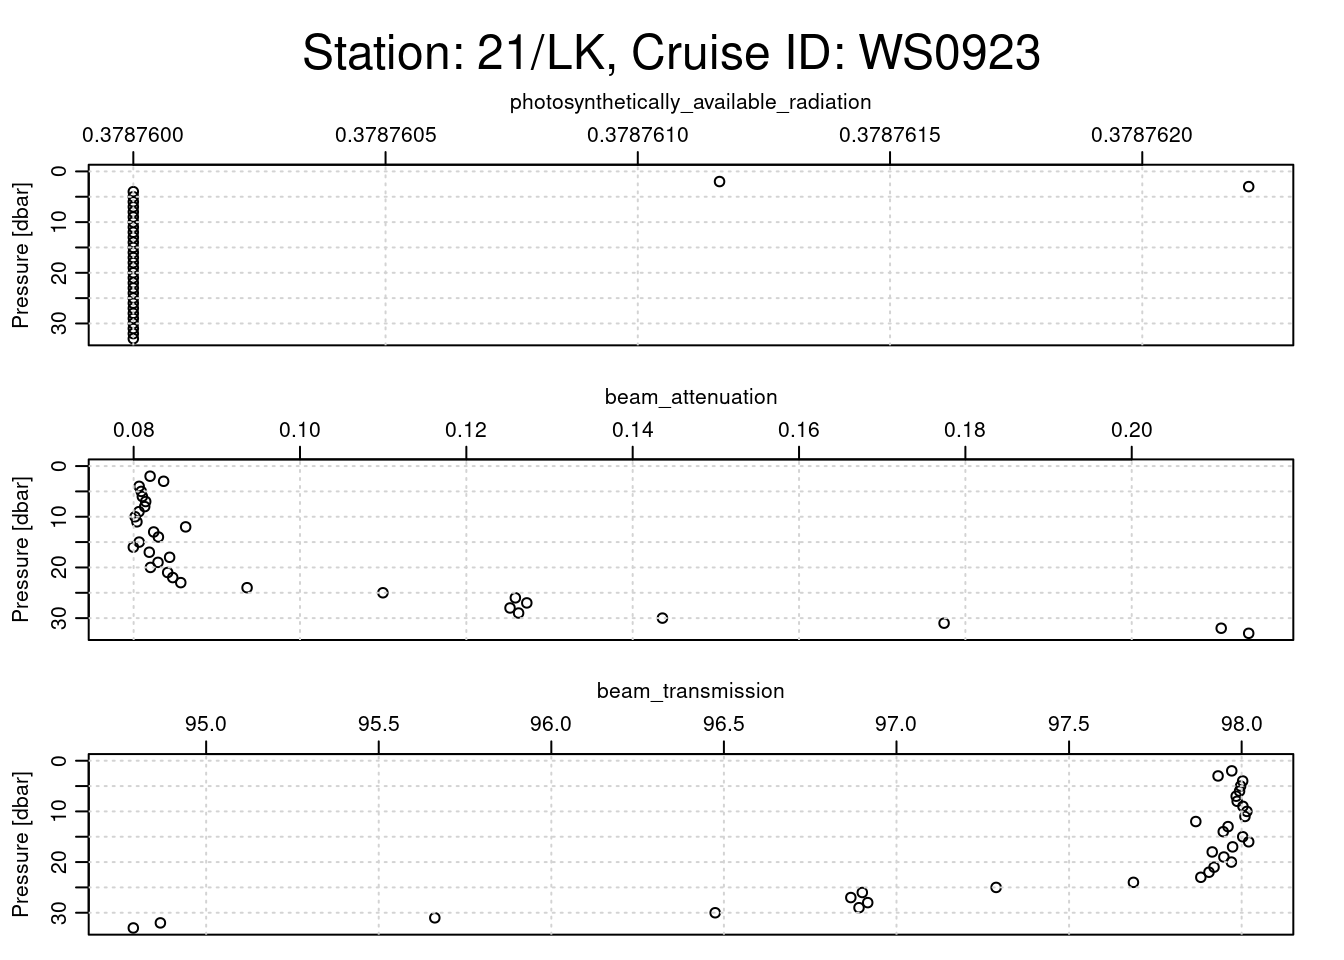 Station: 21/LK, Cruise ID: WS0923
photosynthetically_available_radiation
0.3787600 0.3787605 0.3787610 0.3787615 0.3787620
0
10
20
30
Pressure [dbar]
beam_attenuation
0.08 0.10 0.12 0.14 0.16 0.18 0.20
0
10
20
30
Pressure [dbar]
beam_transmission
95.0 95.5 96.0 96.5 97.0 97.5 98.0
0
10
20
30
Pressure [dbar]